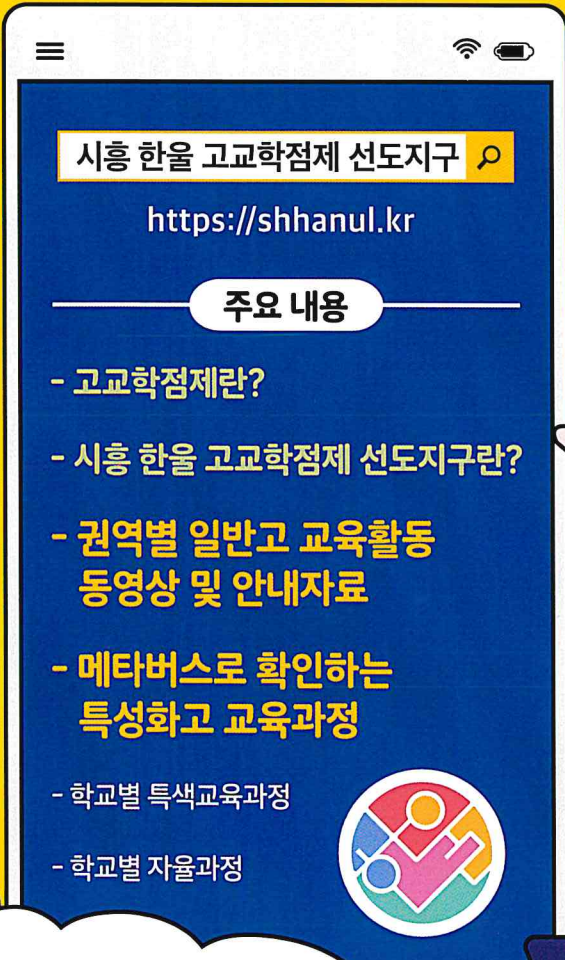 시흥 한울 고교학점제 선도지구
https://shhanul.kr
주요 내용
- 고교학점제란?
- 시흥 한울 고교학점제 선도지구란?
- 권역별 일반고 교육활동
동영상 및 안내자료
- 메타버스로 확인하는
특성화고 교육과정
- 학교별 특색교육과정
- 학교별 자율과정